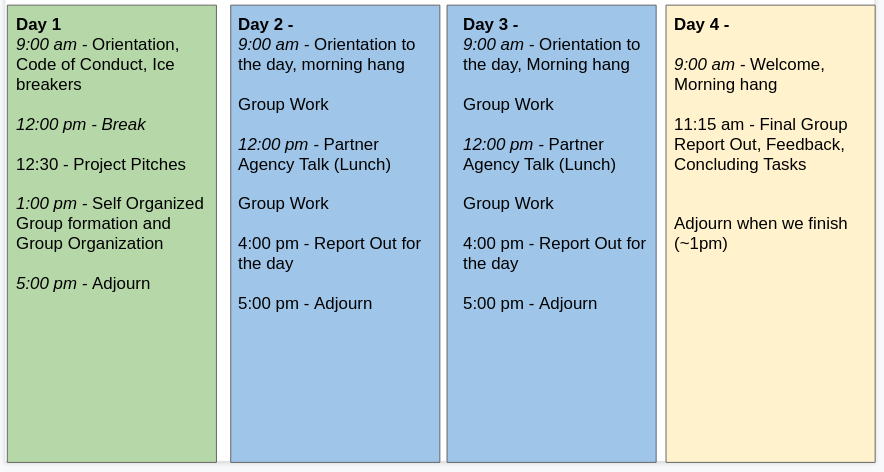 Day 1
9:00 am - Orientation,
Code of Conduct, Ice
breakers
12:00 pm - Break
12:30 - Project Pitches
1:00 pm - Self Organized
Group formation and
Group Organization
5:00 pm - Adjourn
Day 2 -
9:00 am - Orientation to
the day, morning hang
Group Work
12:00 pm - Partner
Agency Talk (Lunch)
Group Work
4:00 pm - Report Out for
the day
5:00 pm - Adjourn
Day 3 -
9:00 am - Orientation to
the day, Morning hang
Group Work
12:00 pm - Partner
Agency Talk (Lunch)
Group Work
4:00 pm - Report Out for
the day
5:00 pm - Adjourn
Day 4 -
9:00 am - Welcome,
Morning hang
11:15 am - Final Group
Report Out, Feedback,
Concluding Tasks
Adjourn when we finish
(~1pm)